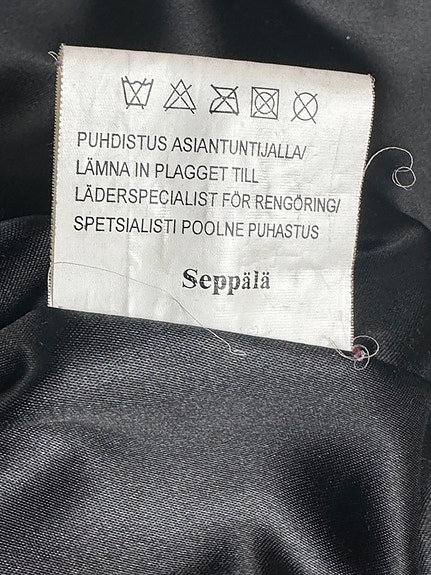 PUHDISTUS ASIANTUNTIJALLA/
LÄMNA IN PLAGGET TILL
LÄDERSPECIALIST FÖR RENGÖRING/
SPETSIALISTI POOLNE PUHASTUS
Seppälä